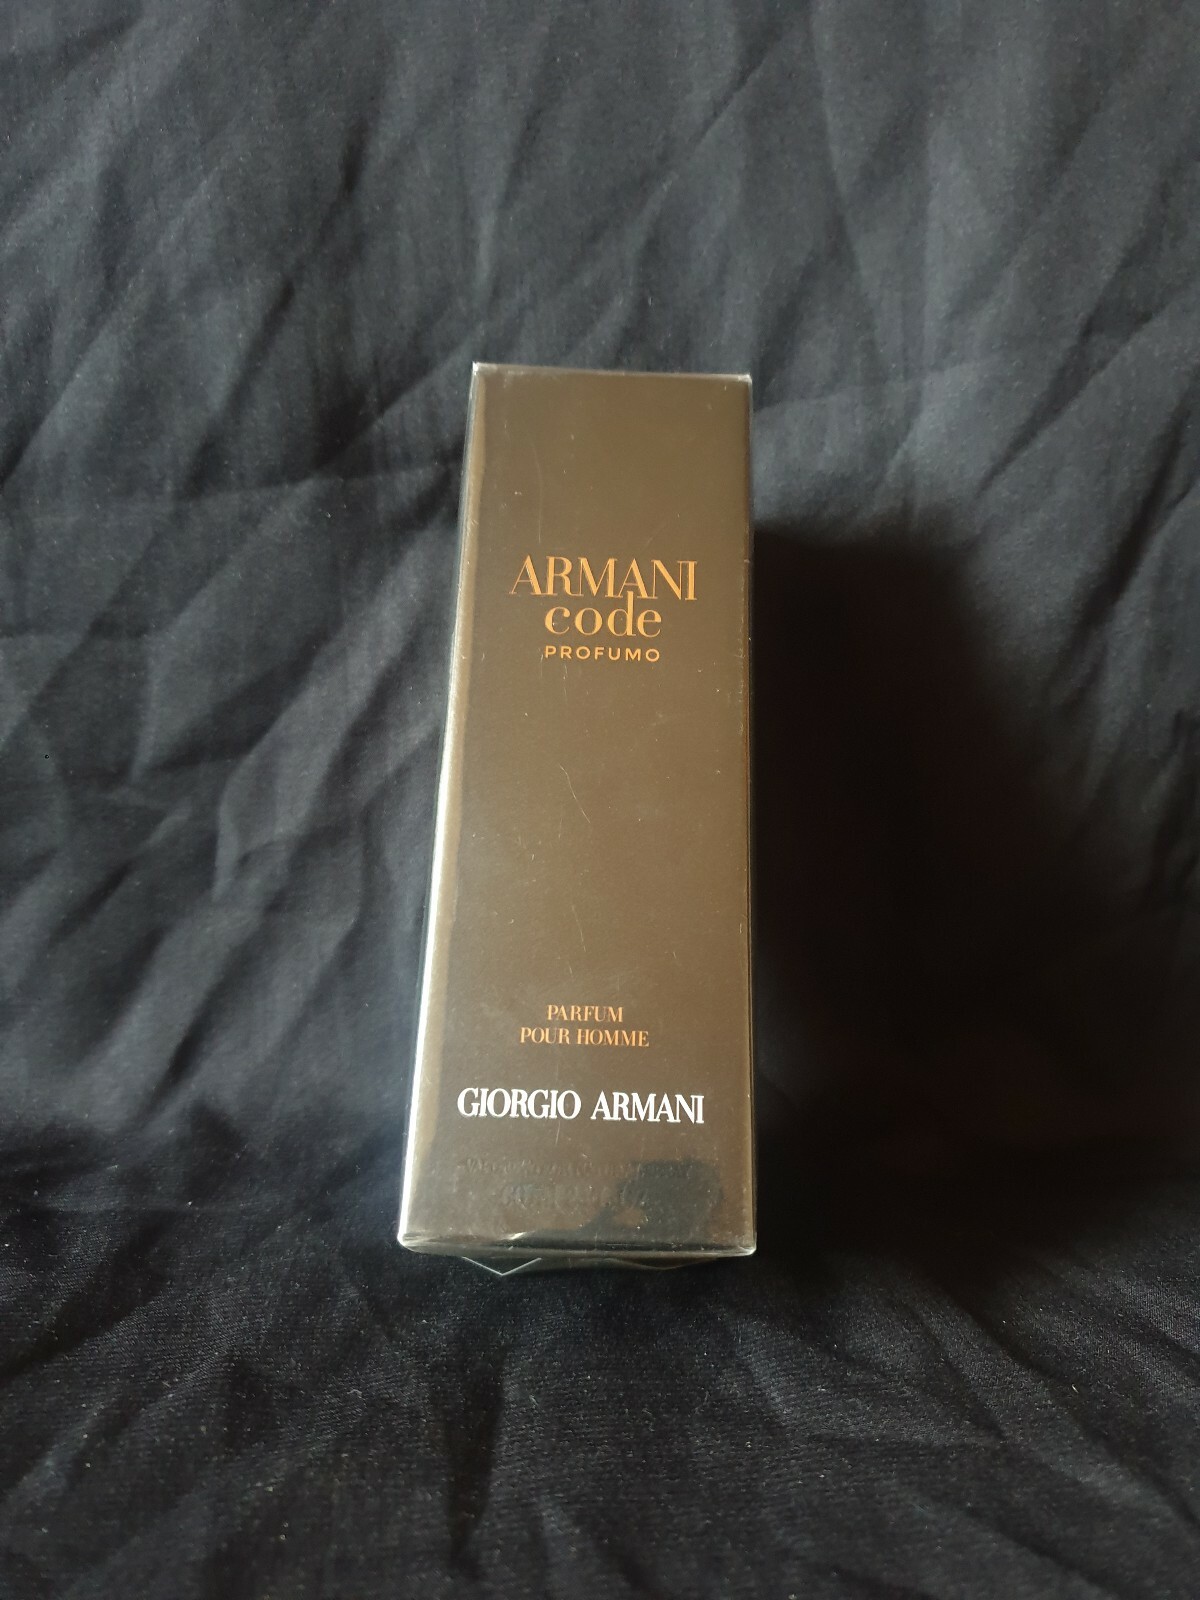 ARMANI
code
PROFUMO
PARFUM
POUR HOMME
GIORGIO ARMANI